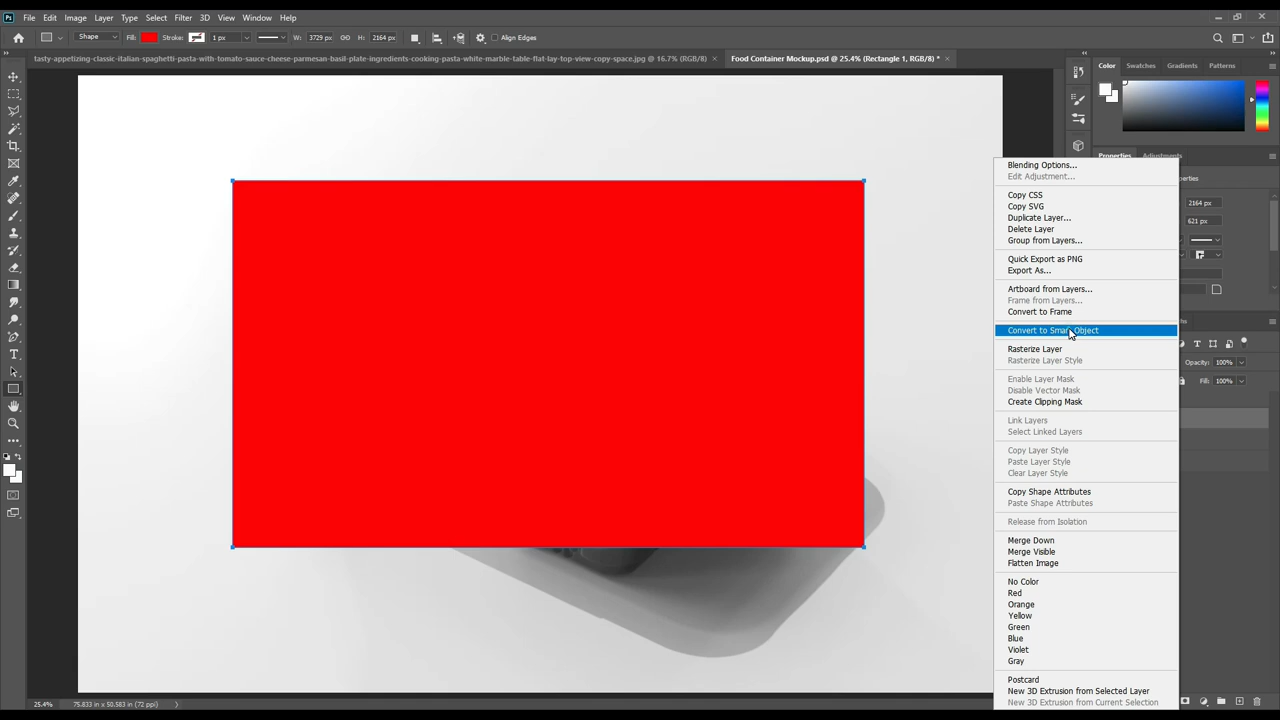 Ps File Edit Image Layer Type Select Filter 3D View Window Help
Shape Fill: Stroke: 1 px W: 3729 px H: 2164 px Align Edges
tasty-appetizing-classic-italian-spaghetti-pasta-with-tomato-sauce-cheese-parmesan-basil-plate-ingredients-cooking-pasta-white-marble-table-flat-lay-top-view-copy-space.jpg @ 16.7% (RGB/8) ×
Food Container Mockup.psd @ 25.4% (Rectangle 1, RGB/8) * ×
Color Swatches Gradients Patterns
Properties Adjustments
2164 px
621 px
Opacity: 100%
Fill: 100%
Blending Options...
Edit Adjustment...
Copy CSS
Copy SVG
Duplicate Layer...
Delete Layer
Group from Layers...
Quick Export as PNG
Export As...
Artboard from Layers...
Frame from Layers...
Convert to Frame
Convert to Smart Object
Rasterize Layer
Rasterize Layer Style
Enable Layer Mask
Disable Vector Mask
Create Clipping Mask
Link Layers
Select Linked Layers
Copy Layer Style
Paste Layer Style
Clear Layer Style
Copy Shape Attributes
Paste Shape Attributes
Release from Isolation
Merge Down
Merge Visible
Flatten Image
No Color
Red
Orange
Yellow
Green
Blue
Violet
Gray
Postcard
New 3D Extrusion from Selected Layer
New 3D Extrusion from Current Selection
25.4% 75.833 in x 50.583 in (72 ppi)